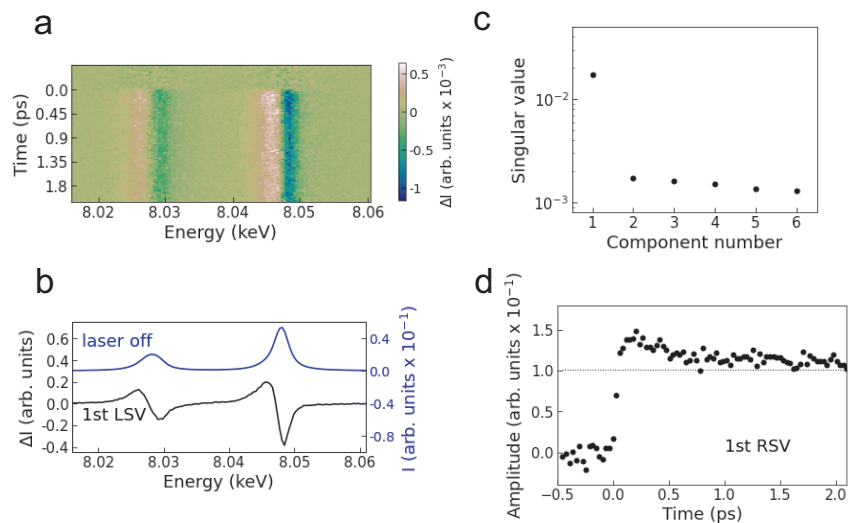 a
0.0
0.45
0.9
1.35
1.8
Time (ps)
8.02 8.03 8.04 8.05 8.06
Energy (keV)
0.5
0
-0.5
-1
ΔI (arb. units x 10⁻³)
b
laser off
1st LSV
0.6
0.4
0.2
0.0
-0.2
-0.4
ΔI (arb. units)
0.4
0.0
-0.4
-0.8
I (arb. units x 10⁻¹)
8.02 8.03 8.04 8.05 8.06
Energy (keV)
c
10⁻²
10⁻³
Singular value
1 2 3 4 5 6
Component number
d
1.5
1.0
0.5
0.0
Amplitude (arb. units x 10⁻¹)
1st RSV
−0.5 0.0 0.5 1.0 1.5 2.0
Time (ps)